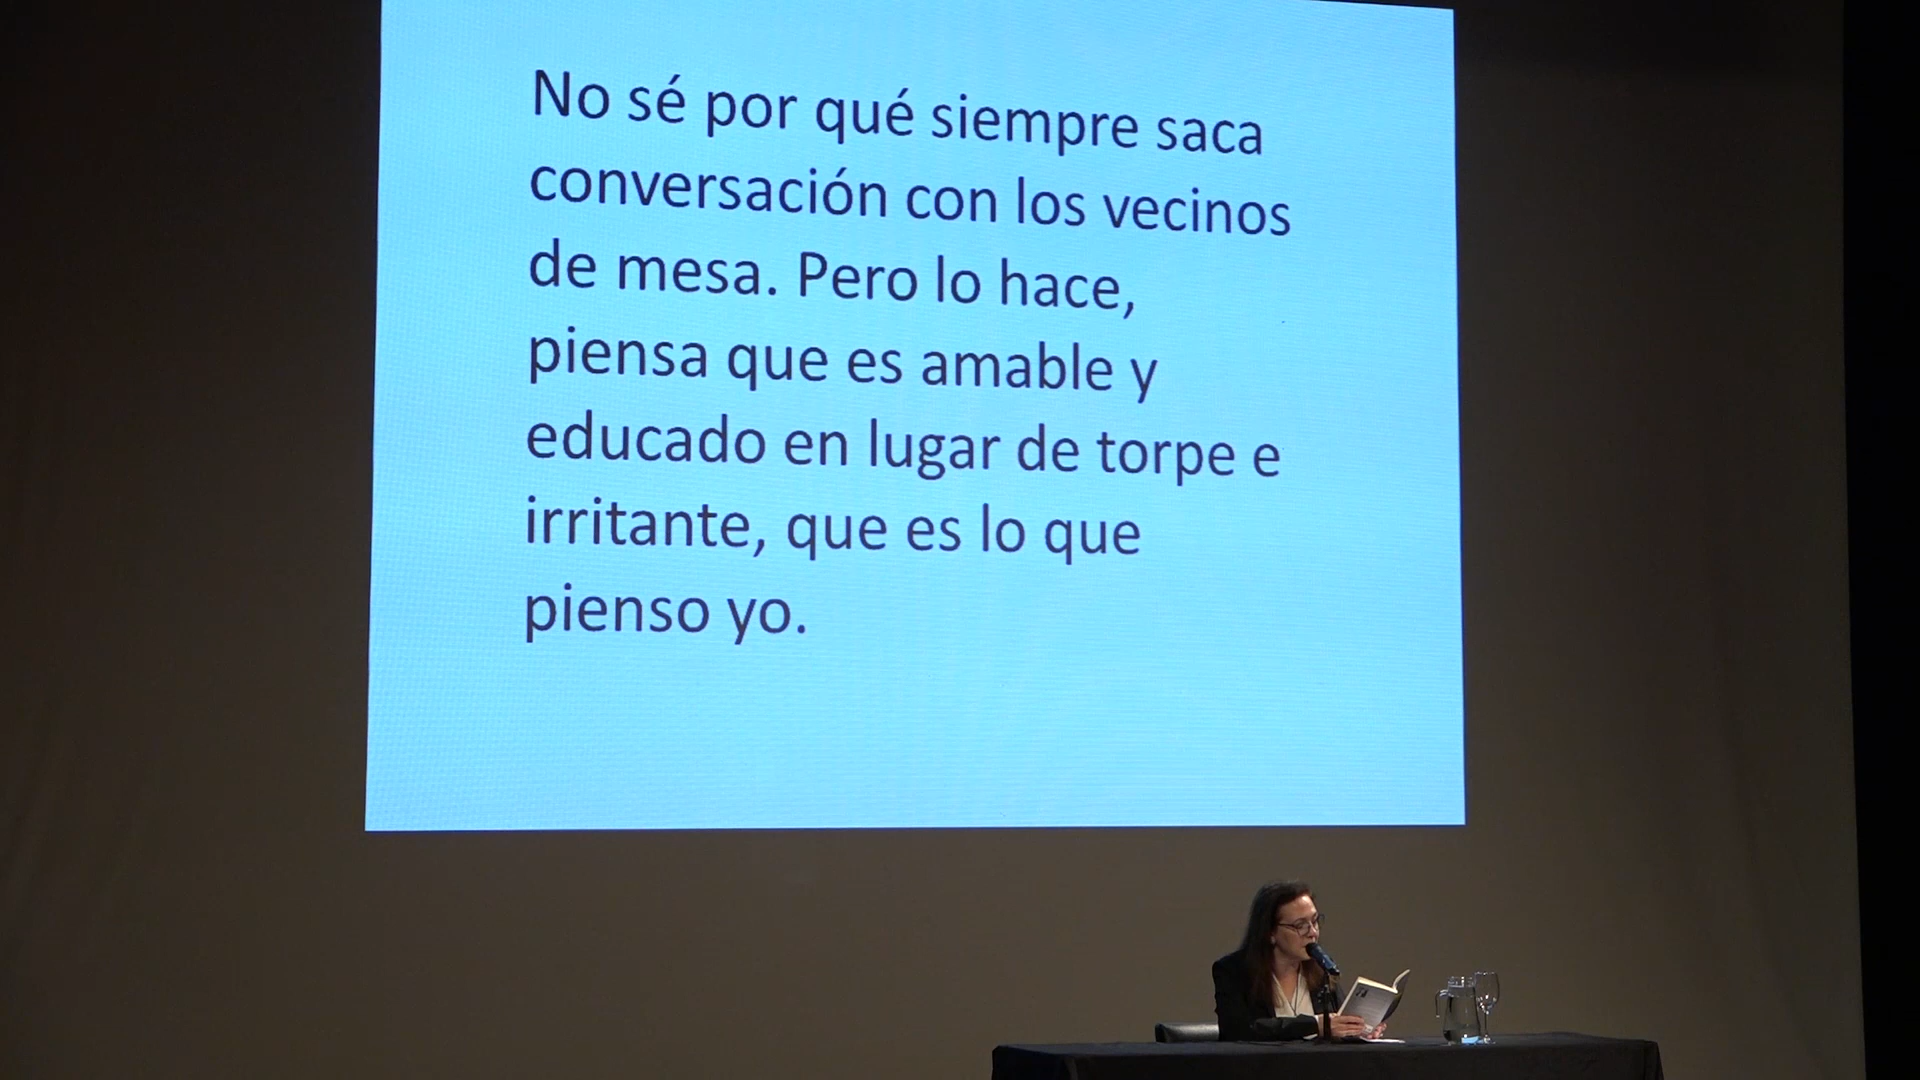 No sé por qué siempre saca
conversación con los vecinos
de mesa. Pero lo hace,
piensa que es amable y
educado en lugar de torpe e
irritante, que es lo que
pienso yo.